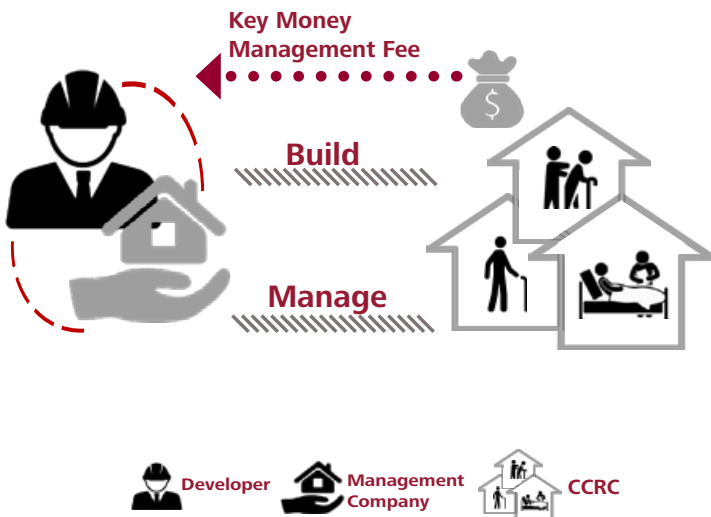 Key Money
Management Fee
$
Build
Manage
Developer
Management
Company
CCRC